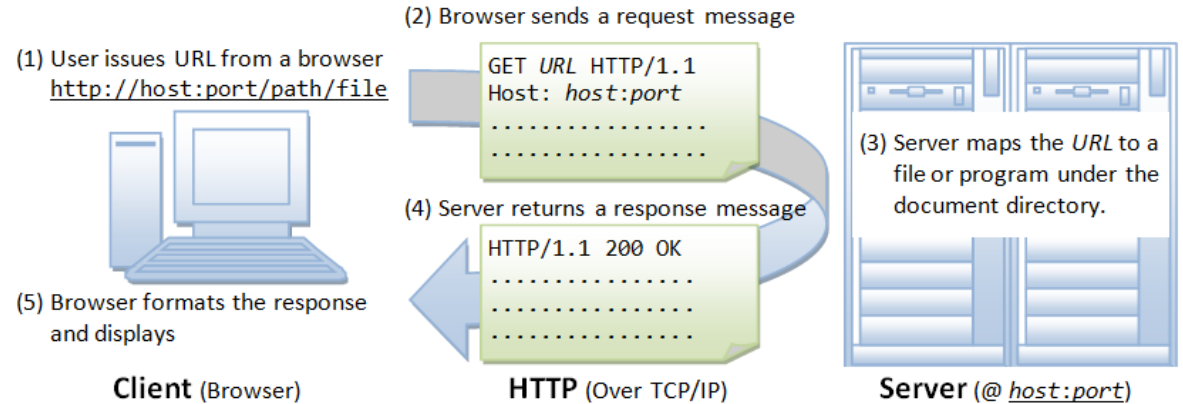 (1) User issues URL from a browser
http://host:port/path/file
(2) Browser sends a request message
GET URL HTTP/1.1
Host: host:port
..................
..................
(3) Server maps the URL to a
file or program under the
document directory.
(4) Server returns a response message
HTTP/1.1 200 OK
................
................
................
(5) Browser formats the response
and displays
Client (Browser)
HTTP (Over TCP/IP)
Server (@ host:port)